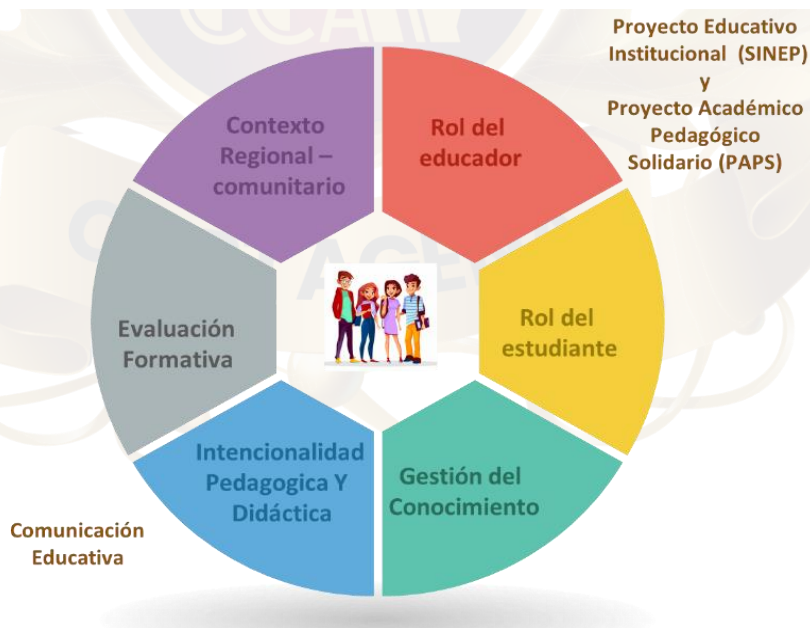 Proyecto Educativo
Institucional (SINEP)
y
Proyecto Académico
Pedagógico
Solidario (PAPS)
Contexto
Regional –
comunitario
Rol del
educador
Rol del
estudiante
Gestión del
Conocimiento
Intencionalidad
Pedagogica Y
Didáctica
Evaluación
Formativa
Comunicación
Educativa